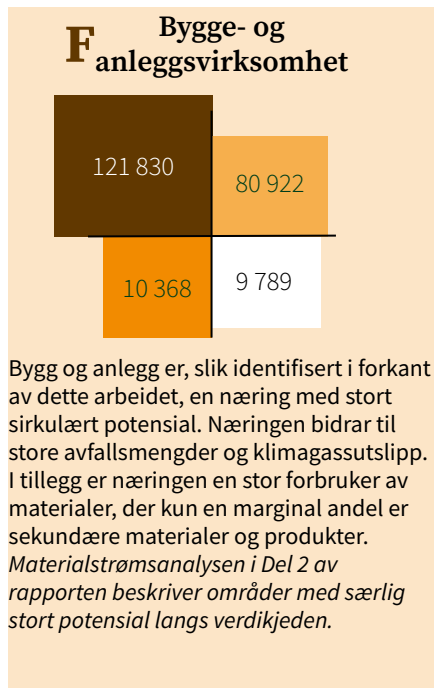 F
Bygge- og
anleggsvirksomhet
121 830
80 922
10 368
9 789
Bygg og anlegg er, slik identifisert i forkant
av dette arbeidet, en næring med stort
sirkulært potensial. Næringen bidrar til
store avfallsmengder og klimagassutslipp.
I tillegg er næringen en stor forbruker av
materialer, der kun en marginal andel er
sekundære materialer og produkter.
Materialstrømsanalysen i Del 2 av
rapporten beskriver områder med særlig
stort potensial langs verdikjeden.